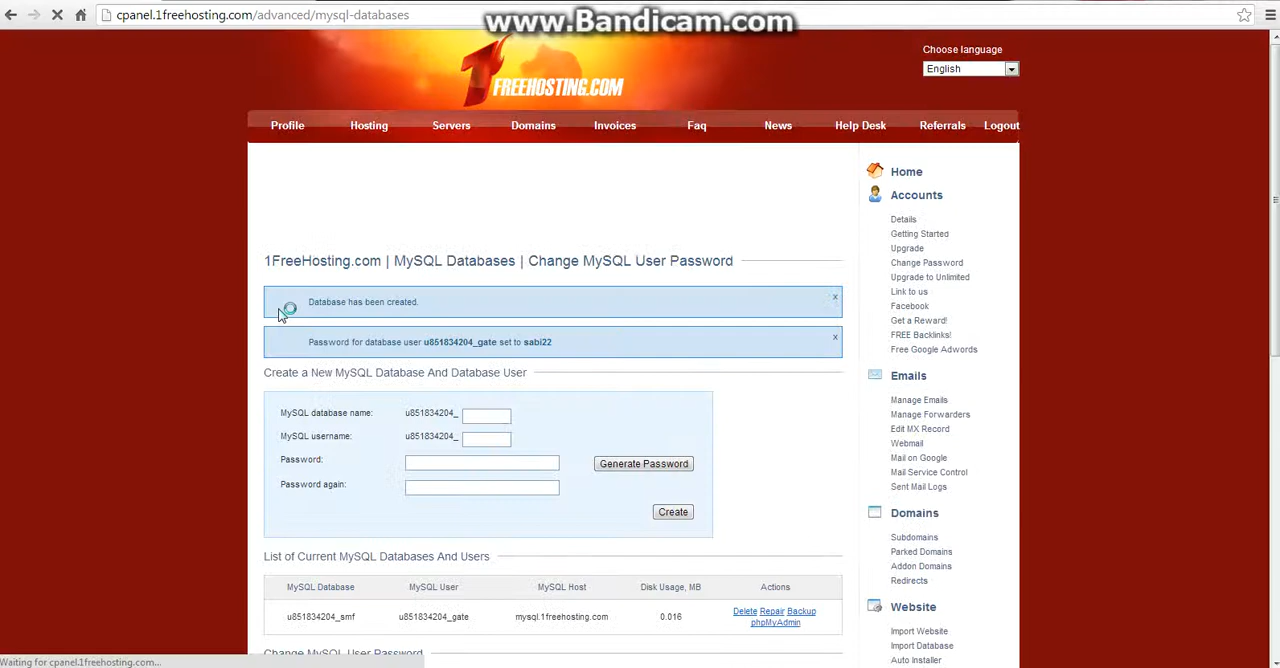 cpanel.1freehosting.com/advanced/mysql-databases
www.Bandicam.com
Choose language
English
1FREEHOSTING.COM
Profile Hosting Servers Domains Invoices Faq News Help Desk Referrals Logout
1FreeHosting.com | MySQL Databases | Change MySQL User Password
Database has been created. x
Password for database user u851834204_gate set to sabi22 x
Create a New MySQL Database And Database User
MySQL database name: u851834204_
MySQL username: u851834204_
Password: Generate Password
Password again:
Create
List of Current MySQL Databases And Users
MySQL Database MySQL User MySQL Host Disk Usage, MB Actions
u851834204_smf u851834204_gate mysql.1freehosting.com 0.016 Delete Repair Backup
phpMyAdmin
Change MySQL User Password
Home
Accounts
Details
Getting Started
Upgrade
Change Password
Upgrade to Unlimited
Link to us
Facebook
Get a Reward!
FREE Backlinks!
Free Google Adwords
Emails
Manage Emails
Manage Forwarders
Edit MX Record
Webmail
Mail on Google
Mail Service Control
Sent Mail Logs
Domains
Subdomains
Parked Domains
Addon Domains
Redirects
Website
Import Website
Import Database
Auto Installer
Waiting for cpanel.1freehosting.com...